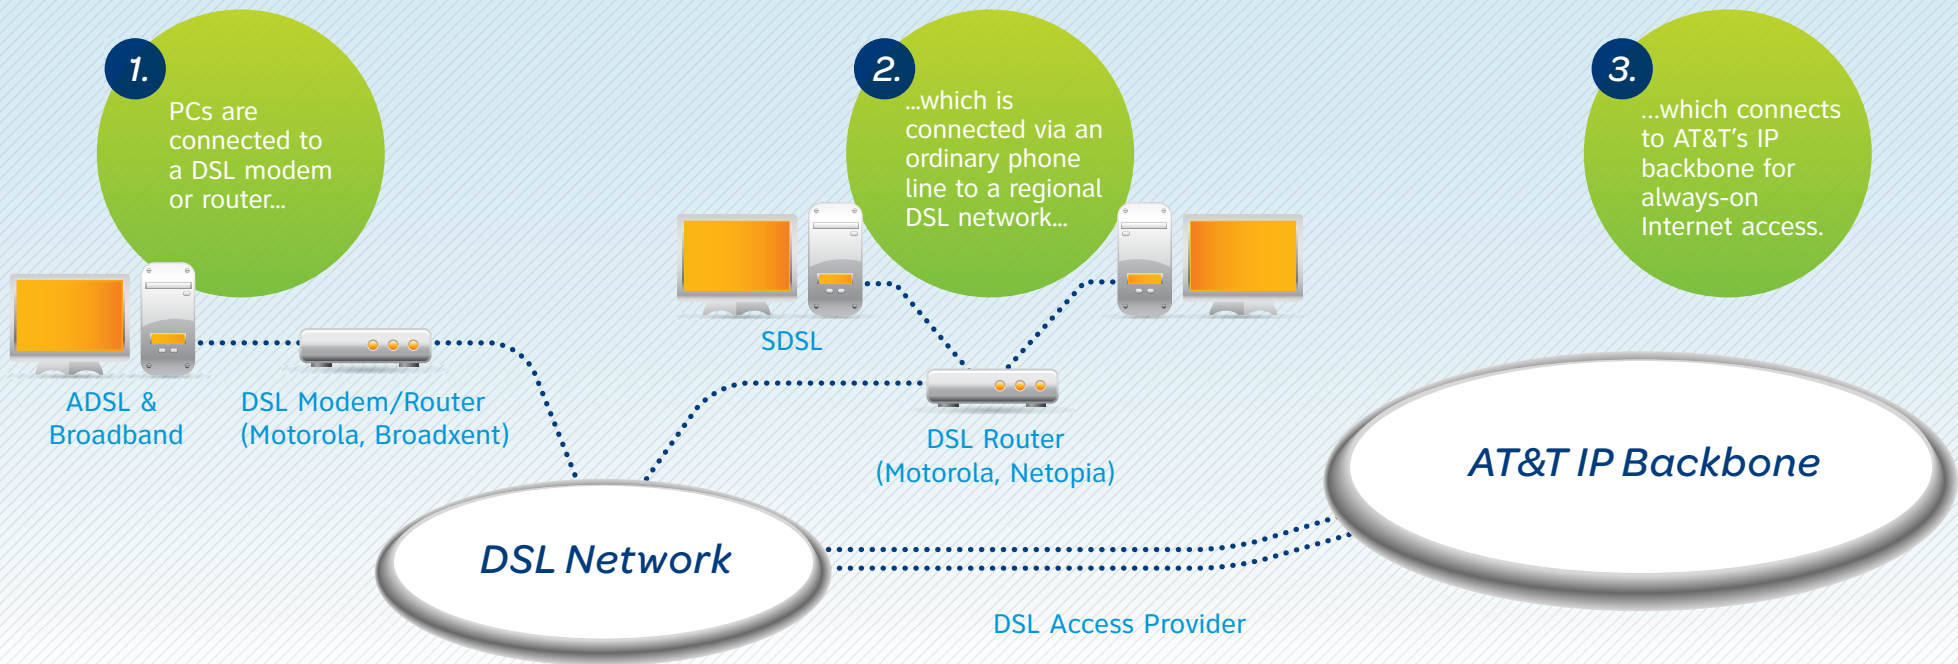 1.
PCs are
connected to
a DSL modem
or router...
2.
...which is
connected via an
ordinary phone
line to a regional
DSL network...
3.
...which connects
to AT&T’s IP
backbone for
always-on
Internet access.
SDSL
ADSL &
Broadband
DSL Modem/Router
(Motorola, Broadxent)
DSL Router
(Motorola, Netopia)
AT&T IP Backbone
DSL Network
DSL Access Provider